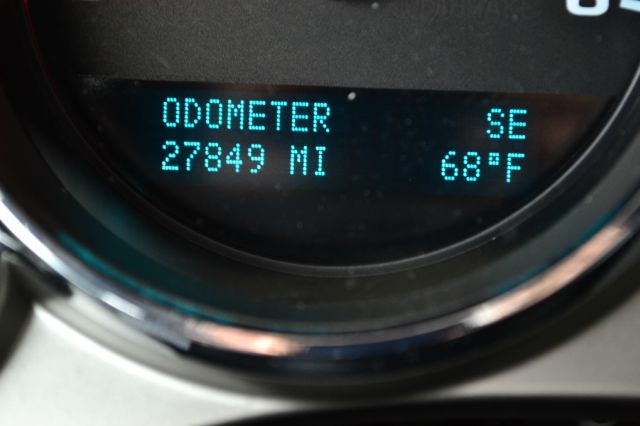 ODOMETER SE
27849 MI 68°F